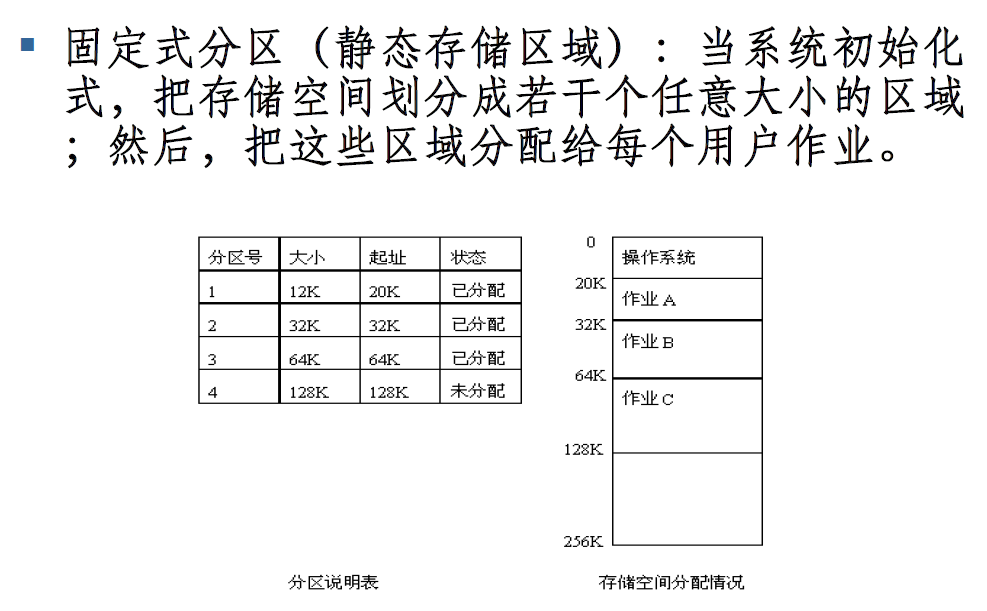 固定式分区（静态存储区域）：当系统初始化
式，把存储空间划分成若干个任意大小的区域
；然后，把这些区域分配给每个用户作业。
分区号 大小 起址 状态
1 12K 20K 已分配
2 32K 32K 已分配
3 64K 64K 已分配
4 128K 128K 未分配
0
操作系统
20K
作业 A
32K
作业 B
64K
作业 C
128K
256K
分区说明表
存储空间分配情况